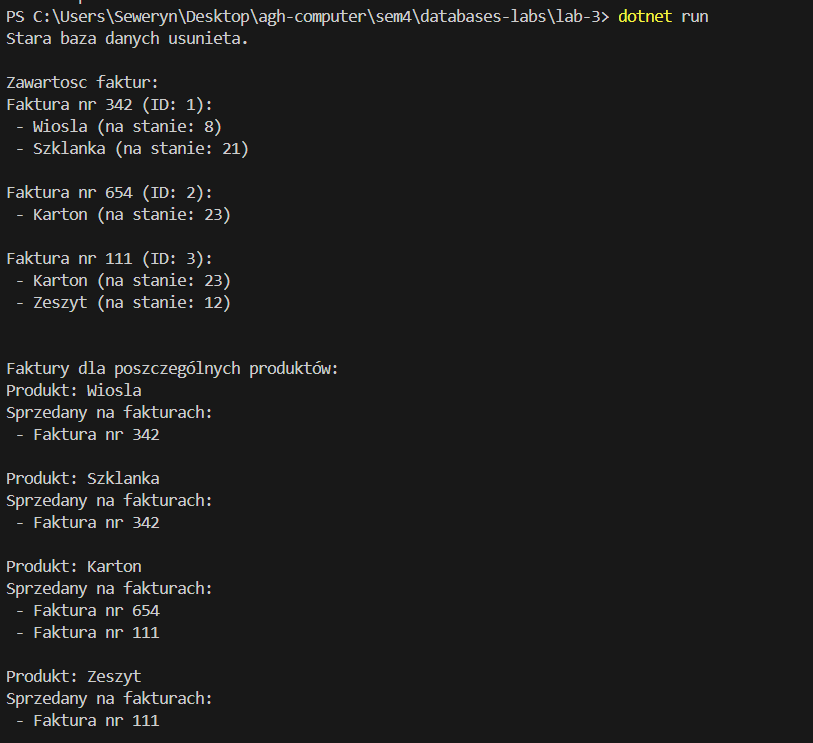 PS C:\Users\Seweryn\Desktop\agh-computer\sem4\databases-labs\lab-3> dotnet run
Stara baza danych usunieta.

Zawartosc faktur:
Faktura nr 342 (ID: 1):
 - Wiosla (na stanie: 8)
 - Szklanka (na stanie: 21)

Faktura nr 654 (ID: 2):
 - Karton (na stanie: 23)

Faktura nr 111 (ID: 3):
 - Karton (na stanie: 23)
 - Zeszyt (na stanie: 12)


Faktury dla poszczególnych produktów:
Produkt: Wiosla
Sprzedany na fakturach:
 - Faktura nr 342

Produkt: Szklanka
Sprzedany na fakturach:
 - Faktura nr 342

Produkt: Karton
Sprzedany na fakturach:
 - Faktura nr 654
 - Faktura nr 111

Produkt: Zeszyt
Sprzedany na fakturach:
 - Faktura nr 111